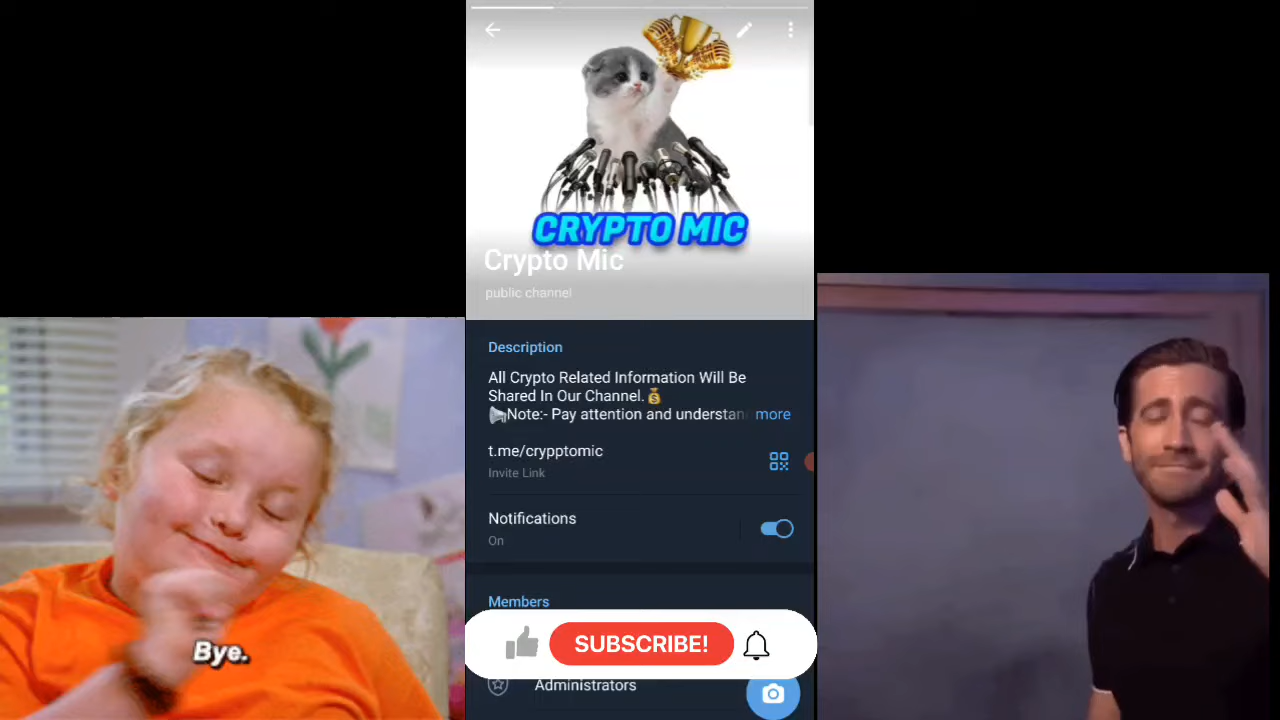 CRYPTO MIC
Crypto Mic
public channel
Description
All Crypto Related Information Will Be
Shared In Our Channel.💰
📢Note:- Pay attention and understan more
t.me/crypptomic
Invite Link
Notifications
On
Members
SUBSCRIBE!
Administrators
Bye.